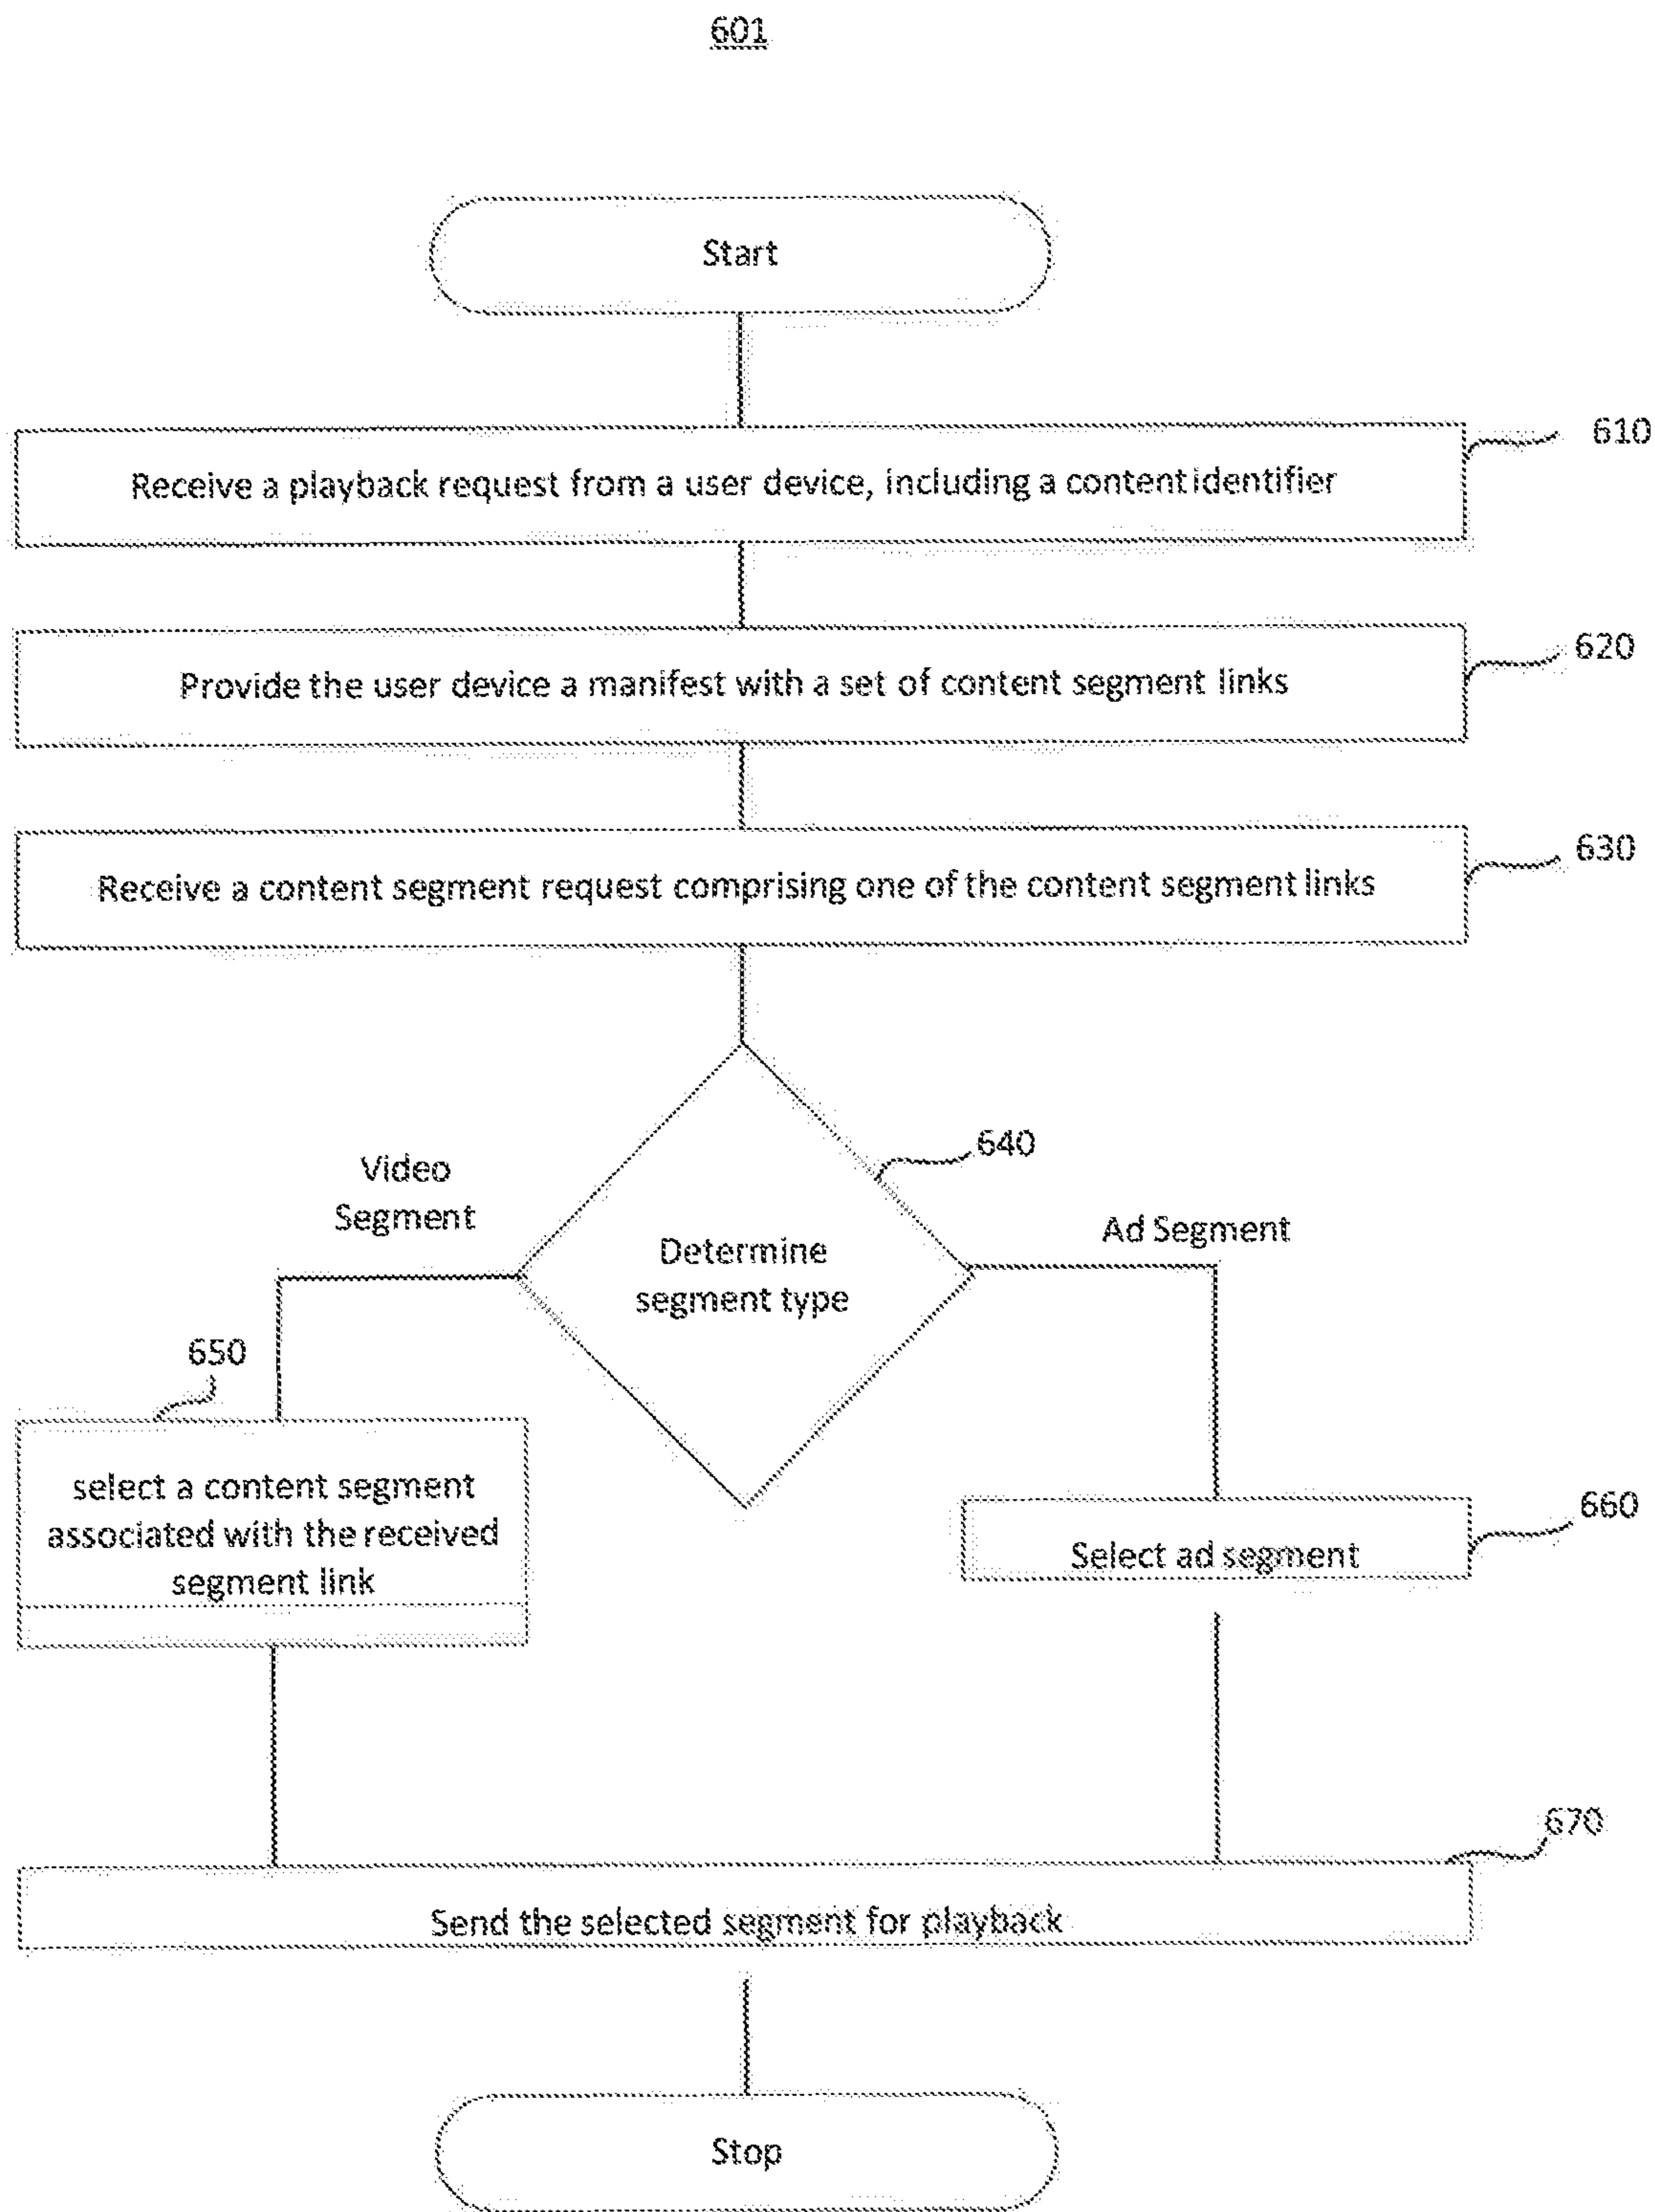 601
Start
610
Receive a playback request from a user device, including a content identifier
620
Provide the user device a manifest with a set of content segment links
630
Receive a content segment request comprising one of the content segment links
640
Video
Segment
Determine
segment type
Ad Segment
650
select a content segment
associated with the received
segment link
660
Select ad segment
670
Send the selected segment for playback
Stop